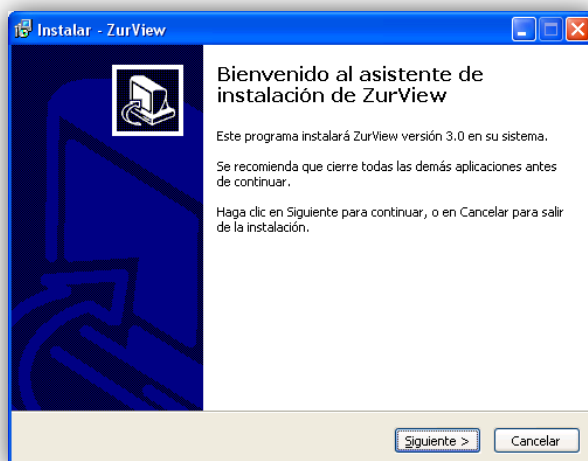 Instalar - ZurView
Bienvenido al asistente de
instalación de ZurView
Este programa instalará ZurView versión 3.0 en su sistema.
Se recomienda que cierre todas las demás aplicaciones antes
de continuar.
Haga clic en Siguiente para continuar, o en Cancelar para salir
de la instalación.
Siguiente >
Cancelar